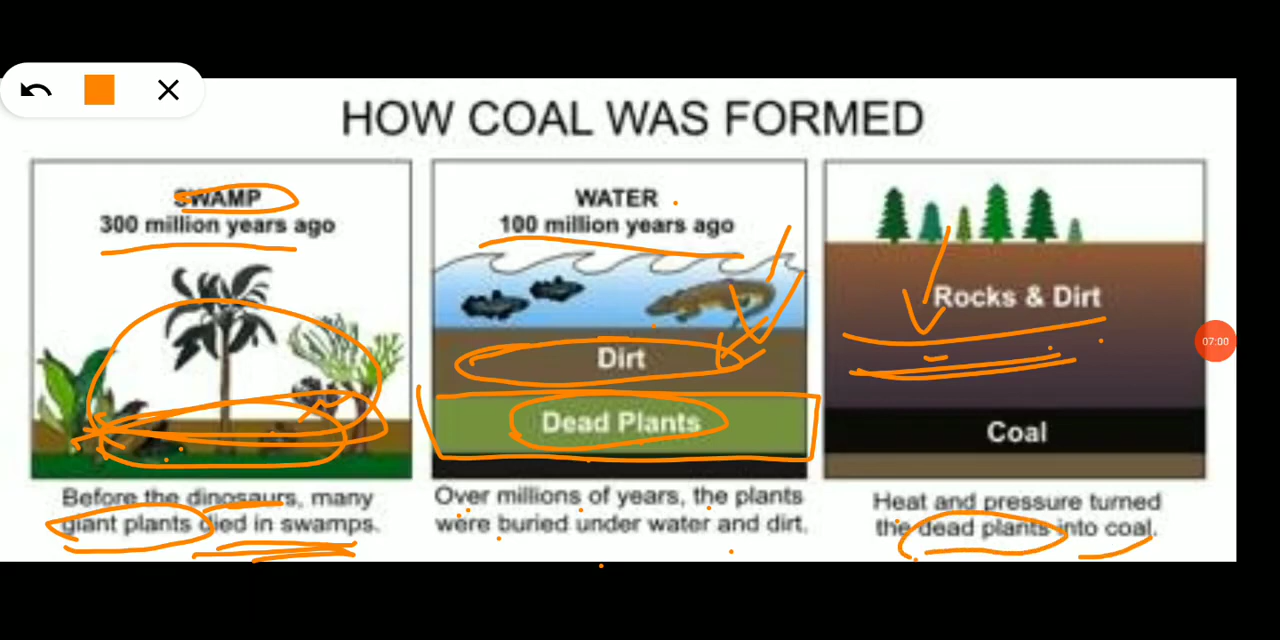 HOW COAL WAS FORMED
SWAMP
300 million years ago
Before the dinosaurs, many
giant plants died in swamps.
WATER
100 million years ago
Dirt
Dead Plants
Over millions of years, the plants
were buried under water and dirt.
Rocks & Dirt
Coal
Heat and pressure turned
the dead plants into coal.
07:00